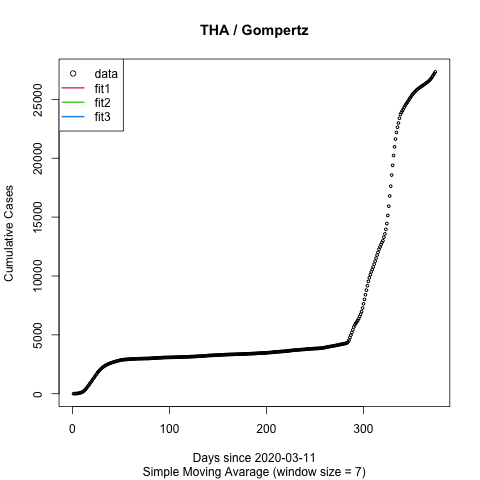 THA / Gompertz
data
fit1
fit2
fit3
Cumulative Cases
0
5000
10000
15000
20000
25000
0
100
200
300
Days since 2020-03-11
Simple Moving Avarage (window size = 7)